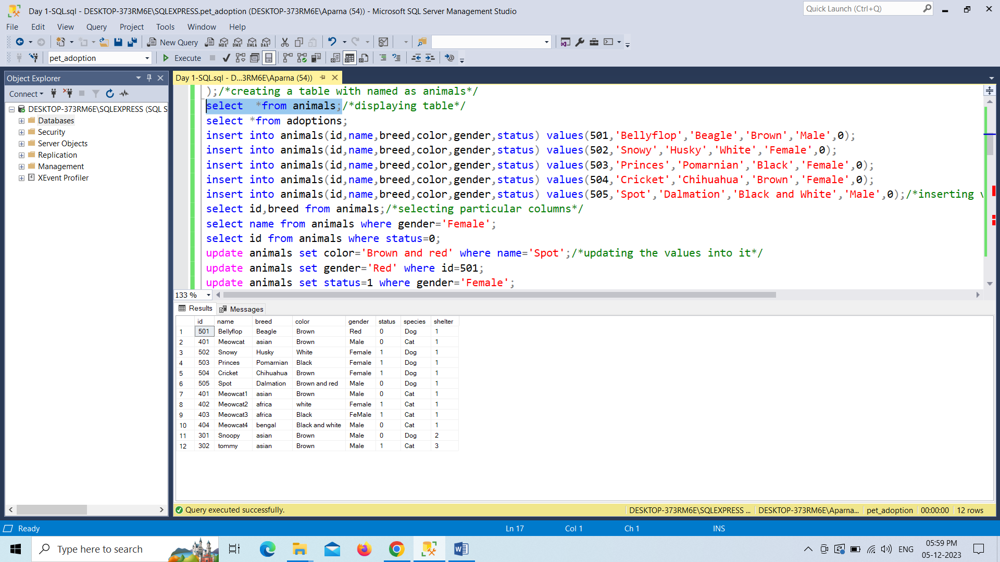 Day 1-SQL.sql - DESKTOP-373RM6E\SQLEXPRESS.pet_adoption (DESKTOP-373RM6E\Aparna (54)) - Microsoft SQL Server Management Studio
Quick Launch (Ctrl+Q)
File Edit View Query Project Tools Window Help
New Query MDX DMX XMLA DAX
pet_adoption Execute
Object Explorer
Day 1-SQL.sql - D...3RM6E\Aparna (54))
Connect
DESKTOP-373RM6E\SQLEXPRESS (SQL S
Databases
Security
Server Objects
Replication
Management
XEvent Profiler
);/*creating a table with named as animals*/
select  *from animals;/*displaying table*/
select *from adoptions;
insert into animals(id,name,breed,color,gender,status) values(501,'Bellyflop','Beagle','Brown','Male',0);
insert into animals(id,name,breed,color,gender,status) values(502,'Snowy','Husky','White','Female',0);
insert into animals(id,name,breed,color,gender,status) values(503,'Princes','Pomarnian','Black','Female',0);
insert into animals(id,name,breed,color,gender,status) values(504,'Cricket','Chihuahua','Brown','Female',0);
insert into animals(id,name,breed,color,gender,status) values(505,'Spot','Dalmation','Black and White','Male',0);/*inserting v
select id,breed from animals;/*selecting particular columns*/
select name from animals where gender='Female';
select id from animals where status=0;
update animals set color='Brown and red' where name='Spot';/*updating the values into it*/
update animals set gender='Red' where id=501;
update animals set status=1 where gender='Female';
133 %
Results Messages
id name breed color gender status species shelter
1 501 Bellyflop Beagle Brown Red 0 Dog 1
2 401 Meowcat asian Brown Male 0 Cat 1
3 502 Snowy Husky White Female 1 Dog 1
4 503 Princes Pomarnian Black Female 1 Dog 1
5 504 Cricket Chihuahua Brown Female 1 Dog 1
6 505 Spot Dalmation Brown and red Male 0 Dog 1
7 401 Meowcat1 asian Brown Male 0 Cat 1
8 402 Meowcat2 africa white Female 1 Cat 1
9 403 Meowcat3 africa Black FeMale 1 Cat 1
10 404 Meowcat4 bengal Black and white Male 0 Cat 1
11 301 Snoopy asian Brown Male 0 Dog 2
12 302 tommy asian Brown Male 1 Cat 3
Query executed successfully. DESKTOP-373RM6E\SQLEXPRESS ... DESKTOP-373RM6E\Aparna... pet_adoption 00:00:00 12 rows
Ready Ln 17 Col 1 Ch 1 INS
Type here to search
ENG
05:59 PM
05-12-2023